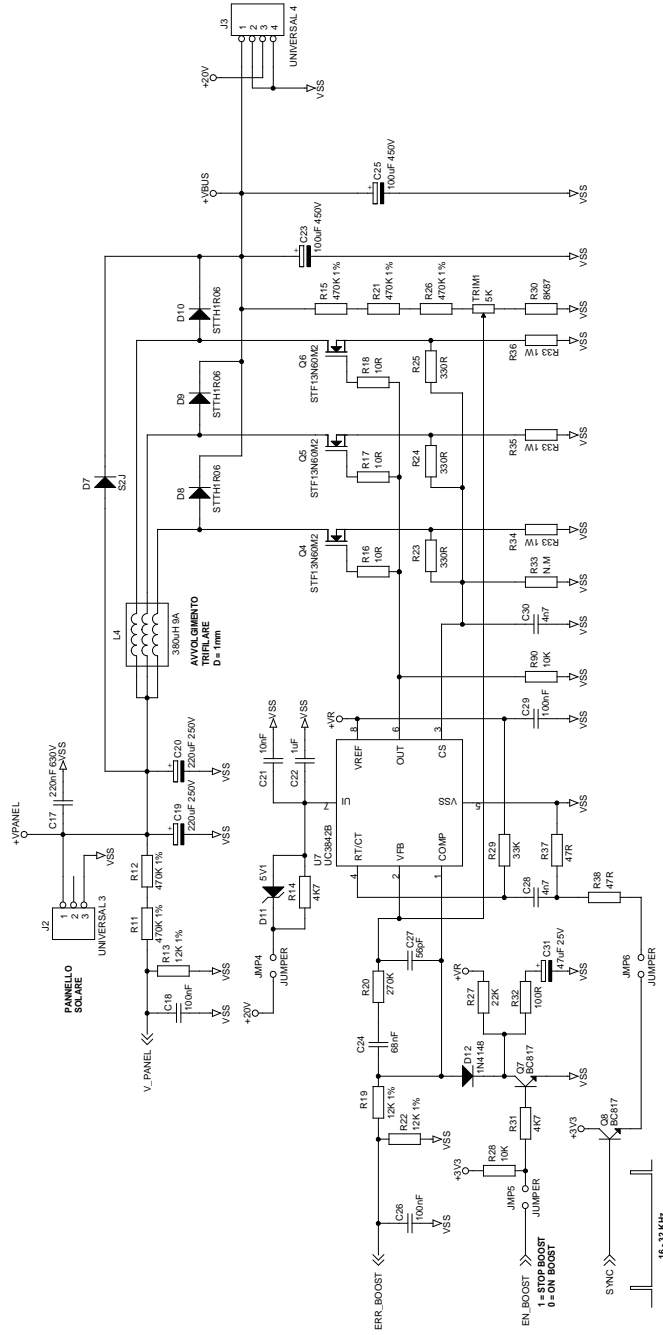 PANNELLO
SOLARE
J2
1
2
3
UNIVERSAL 3
VSS
+VPANEL
C17
220nF 630V
VSS
V_PANEL
C18
100nF
VSS
R13
12K 1%
VSS
R11
470K 1%
R12
470K 1%
C19
220uF 250V
VSS
C20
220uF 250V
VSS
L4
380uH 9A
AVVOLGIMENTO
TRIFILARE
D = 1mm
D7
S2J
D8
STTH1R06
D9
STTH1R06
D10
STTH1R06
+VBUS
+20V
J3
1
2
3
4
UNIVERSAL 4
VSS
C23
100uF 450V
VSS
C25
100uF 450V
VSS
+20V
JMP4
JUMPER
D11
5V1
R14
4K7
C21
10nF
VSS
C22
1uF
VSS
U7
UC3842B
UI
7
RT/CT
4
VFB
2
COMP
1
VREF
8
OUT
6
CS
3
VSS
5
+VR
Q4
STF13N60M2
Q5
STF13N60M2
Q6
STF13N60M2
R16
10R
R17
10R
R18
10R
R15
470K 1%
R21
470K 1%
R26
470K 1%
TRIM1
5K
R30
8K87
VSS
R23
330R
R24
330R
R25
330R
R34
R33 1W
VSS
R35
R33 1W
VSS
R36
R33 1W
VSS
R33
N.M
VSS
C30
4n7
VSS
R90
10K
VSS
C29
100nF
VSS
R29
33K
C28
4n7
R37
47R
VSS
R38
47R
R20
270K
C27
56pF
C24
68nF
R19
12K 1%
R22
12K 1%
VSS
C26
100nF
VSS
ERR_BOOST
D12
1N4148
+VR
R27
22K
R32
100R
C31
47uF 25V
VSS
Q7
BC817
VSS
R31
4K7
R28
10K
+3V3
JMP5
JUMPER
EN_BOOST
1 = STOP BOOST
0 = ON BOOST
JMP6
JUMPER
+3V3
Q8
BC817
SYNC
16 - 32 KHz